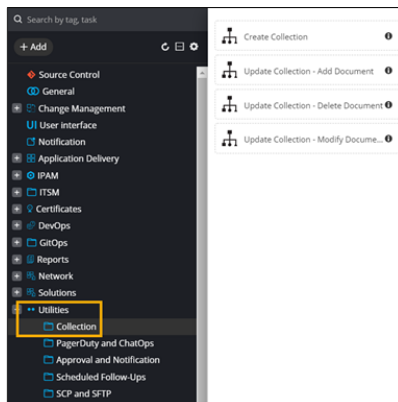 Search by tag, task
+ Add
Source Control
General
Change Management
UI User interface
Notification
Application Delivery
IPAM
ITSM
Certificates
DevOps
GitOps
Reports
Network
Solutions
Utilities
Collection
PagerDuty and ChatOps
Approval and Notification
Scheduled Follow-Ups
SCP and SFTP
Create Collection
Update Collection - Add Document
Update Collection - Delete Document
Update Collection - Modify Docume...